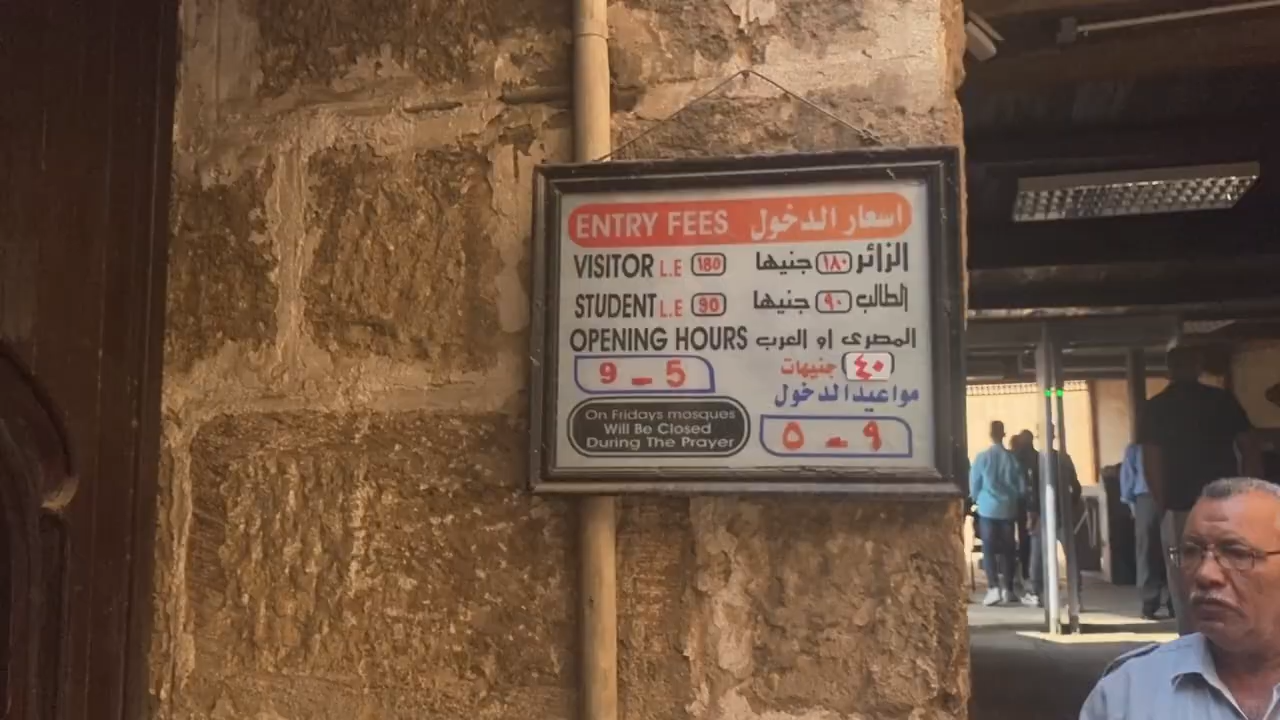 ENTRY FEES اسعار الدخول
VISITOR L.E 180 الزائر ١٨٠ جنيها
STUDENT L.E 90 الطالب ٩٠ جنيها
OPENING HOURS المصرى او العرب
٤٠ جنيهات
9 - 5
مواعيد الدخول
٩ - ٥
On Fridays mosques
Will Be Closed
During The Prayer